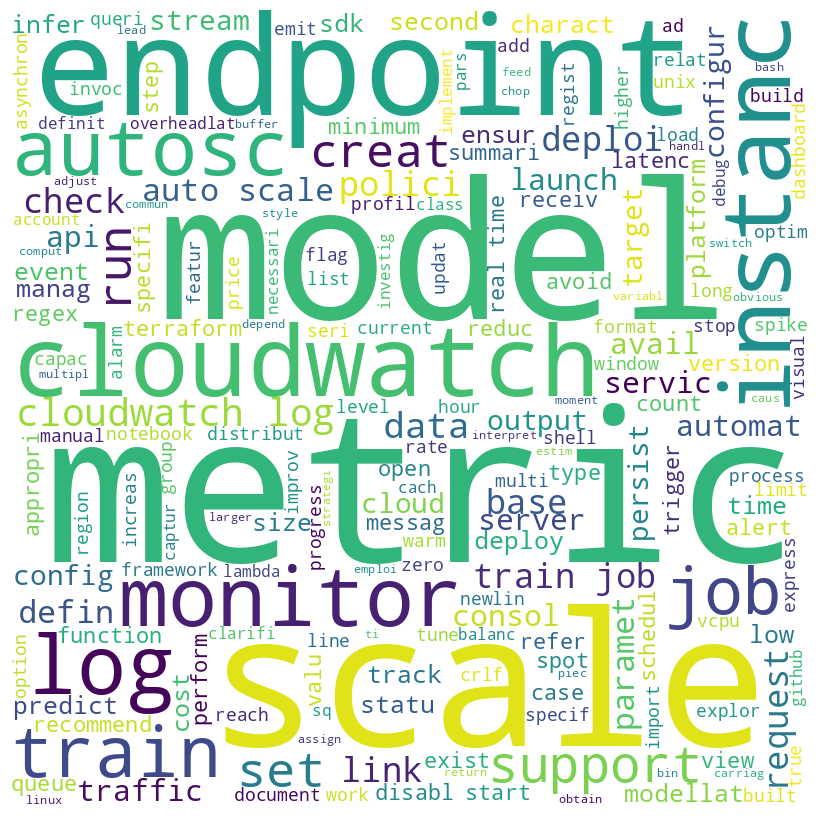 infer
queri
stream
emit
sdk
second
charact
ad
lead
endpoint
add
asynchron
invoc
step
pars
feed
chop
implement
regist
higher
relat
unix
configur
bash
build
instanc
dashboard
definit
overheadlat
buffer
minimum
ensur
deploi
load
handl
debug
autosc
creat
summari
latenc
adjust
check
auto scale
polici
launch
profil
class
receiv
target
platform
optim
account
commun
style
api
run
specifi
featur
price
necessari
flag
list
investig
updat
real time
avoid
long
switch
comput
event
manag
model
variabl
obvious
regex
terraform
seri
current
reduc
format
stop
spike
depend
window
avail
version
visual
capac
alarm
cloudwatch
servic
caus
multipl
cloudwatch log
level
hour
moment
count
data
output
automat
appropri
manual
notebook
distribut
rate
interpret
shell
persist
trigger
group
captur
region
increas
improv
open
cach
multi
estim
type
process
limit
cloud
base
time
size
messag
server
alert
metric
strategi
progress
larger
deploy
warm
config
framework
lambda
zero
emploi
train job
express
monitor
job
defin
newlin
consol
function
clarifi
line
ti
tune
balanc
refer
paramet
schedul
vcpu
low
option
log
perform
valu
track
crlf
spot
piec
github
predict
cost
reach
sq
statu
case
specif
import
explor
request
true
recommend
scale
train
assign
set
link
exist
support
view
queue
traffic
return
bin
carriag
linux
document
work
disabl
start
obtain
modellat
built